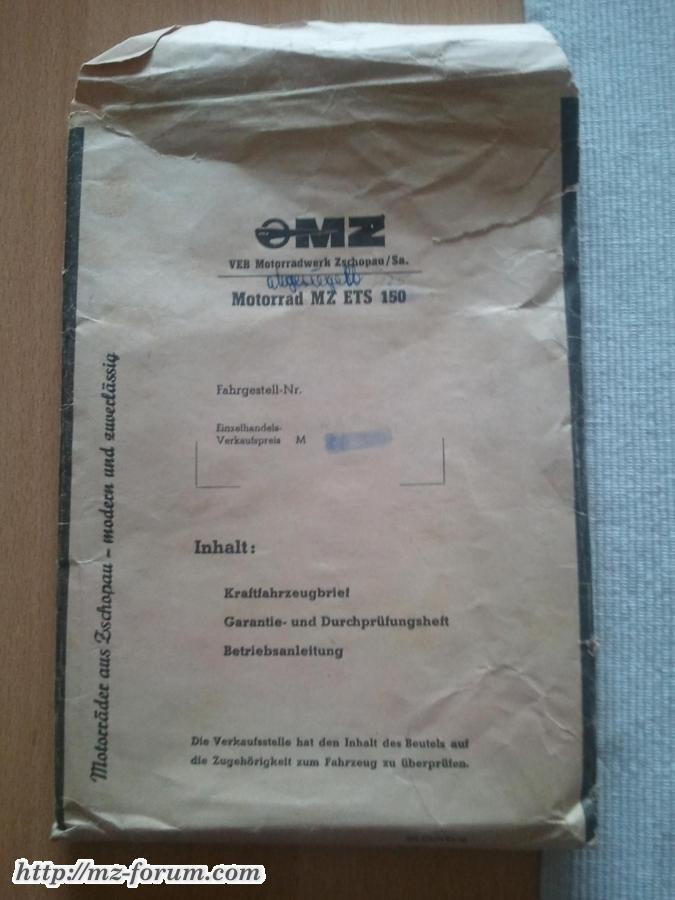 MZ
VEB Motorradwerk Zschopau/Sa.
abgesiegelt
Motorrad MZ ETS 150
Fahrgestell-Nr.
Einzelhandels-
Verkaufspreis M
Inhalt:
Kraftfahrzeugbrief
Garantie- und Durchprüfungsheft
Betriebsanleitung
Die Verkaufsstelle hat den Inhalt des Beutels auf
die Zugehörigkeit zum Fahrzeug zu überprüfen.
Motorräder aus Zschopau – modern und zuverlässig
http://mz-forum.com